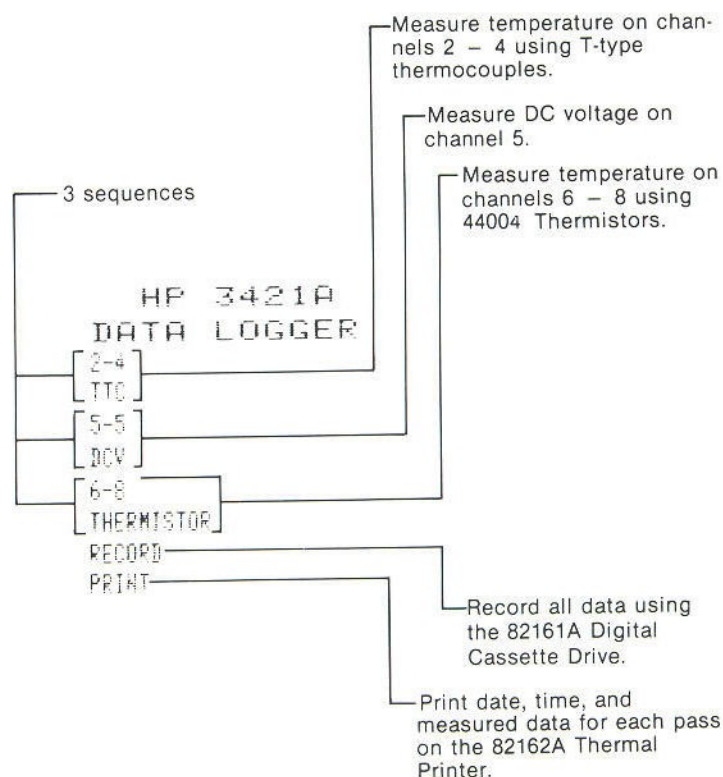 Measure temperature on chan-
nels 2 – 4 using T-type
thermocouples.
Measure DC voltage on
channel 5.
Measure temperature on
channels 6 – 8 using
44004 Thermistors.
3 sequences
HP 3421A
DATA LOGGER
2-4
TTC
5-5
DCV
6-8
THERMISTOR
RECORD
PRINT
Record all data using
the 82161A Digital
Cassette Drive.
Print date, time, and
measured data for each pass
on the 82162A Thermal
Printer.